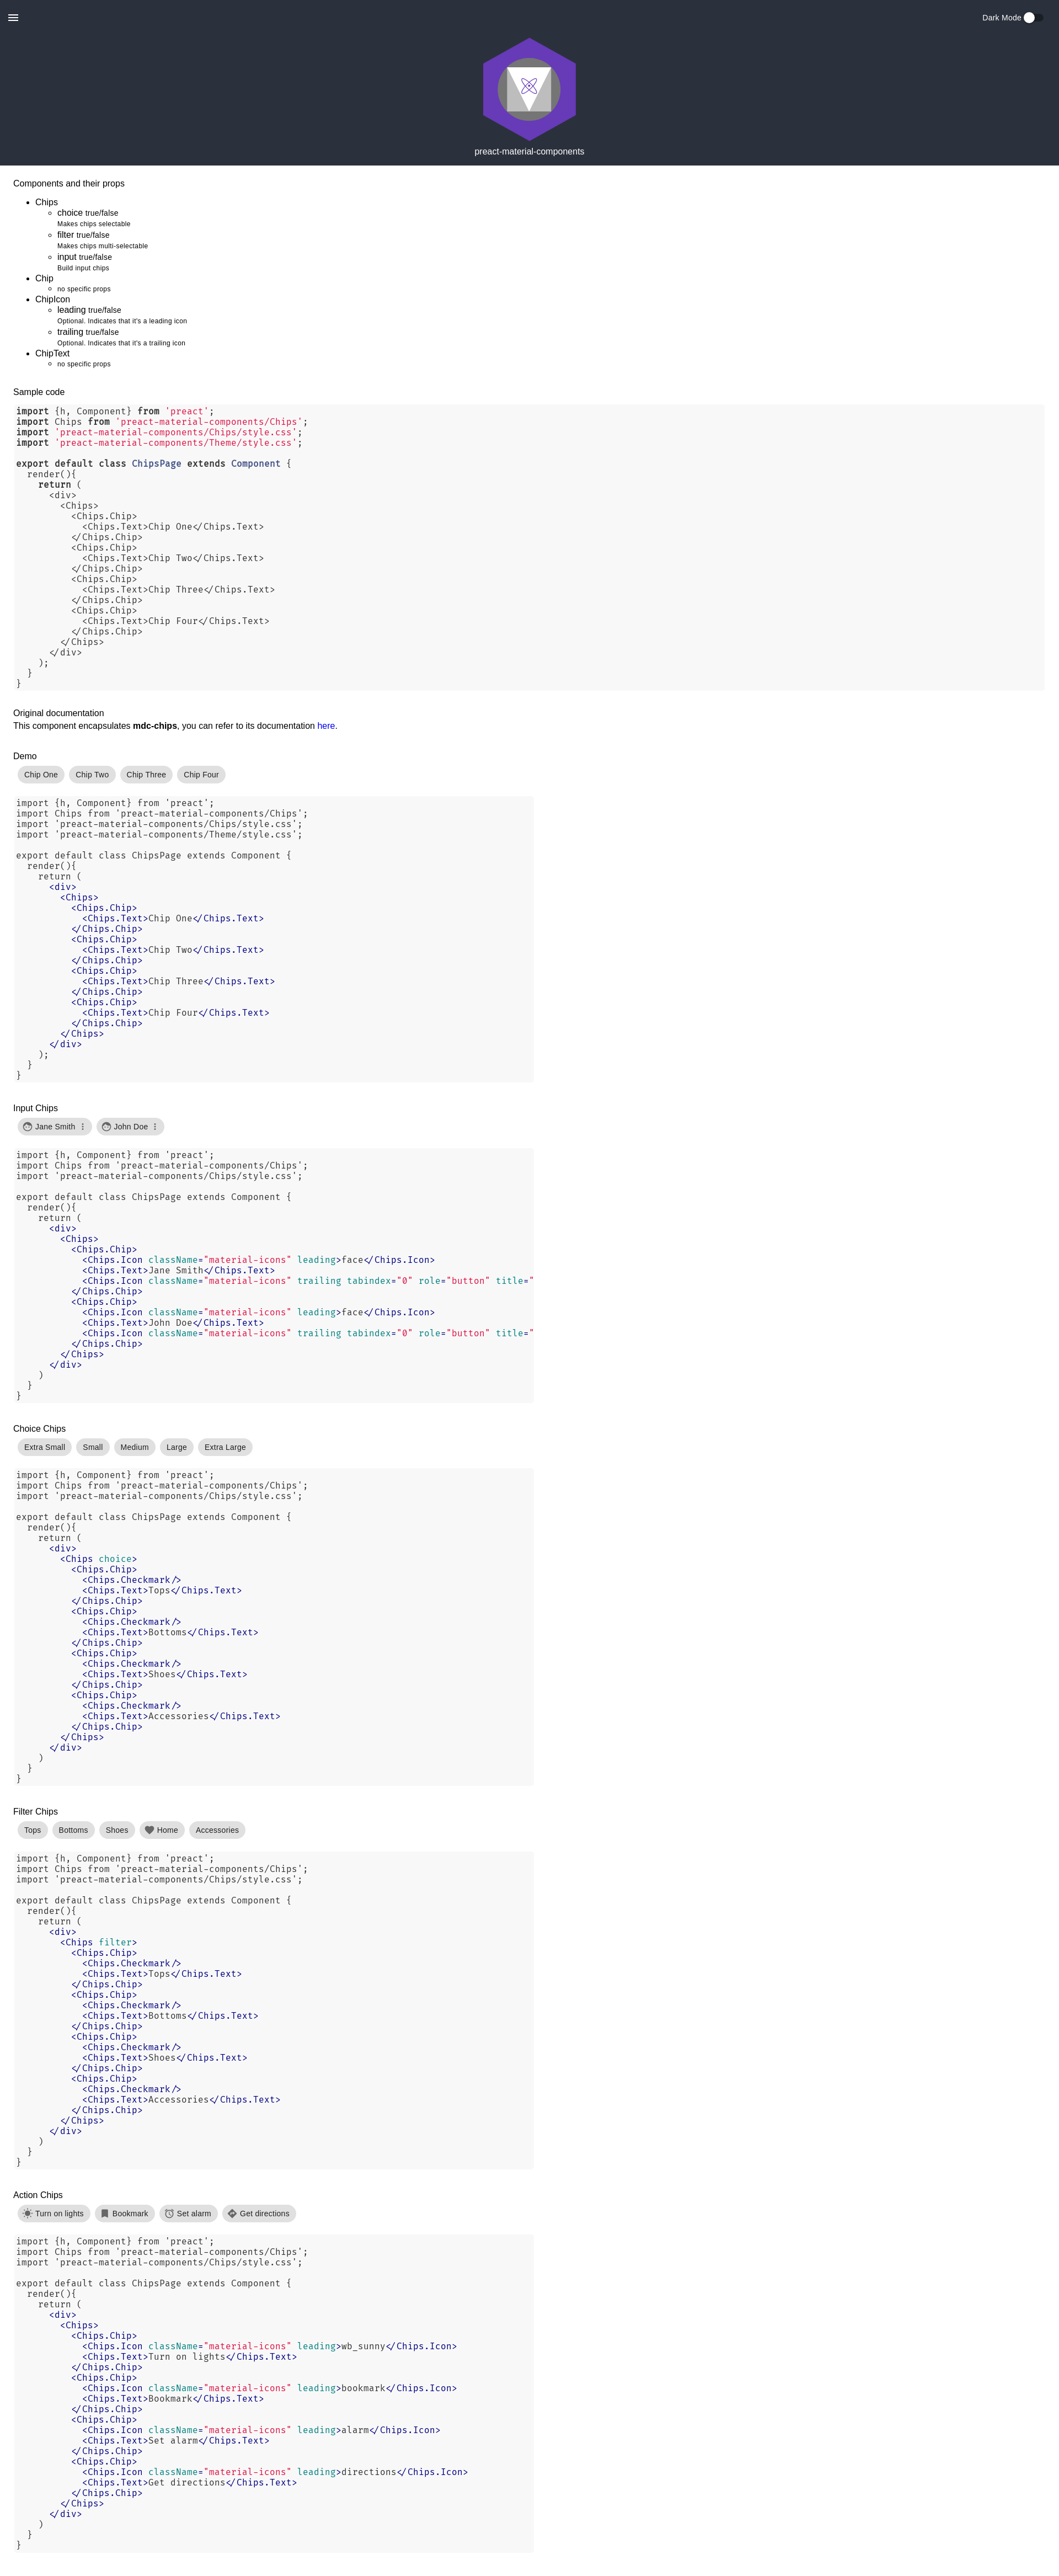 Dark Mode
preact-material-components
Components and their props
Chips
choice true/false
Makes chips selectable
filter true/false
Makes chips multi-selectable
input true/false
Build input chips
Chip
no specific props
ChipIcon
leading true/false
Optional. Indicates that it's a leading icon
trailing true/false
Optional. Indicates that it's a trailing icon
ChipText
no specific props
Sample code
import {h, Component} from 'preact';
import Chips from 'preact-material-components/Chips';
import 'preact-material-components/Chips/style.css';
import 'preact-material-components/Theme/style.css';
export default class ChipsPage extends Component {
render(){
return (
<div>
<Chips>
<Chips.Chip>
<Chips.Text>Chip One</Chips.Text>
</Chips.Chip>
<Chips.Chip>
<Chips.Text>Chip Two</Chips.Text>
</Chips.Chip>
<Chips.Chip>
<Chips.Text>Chip Three</Chips.Text>
</Chips.Chip>
<Chips.Chip>
<Chips.Text>Chip Four</Chips.Text>
</Chips.Chip>
</Chips>
</div>
);
}
}
Original documentation
This component encapsulates mdc-chips, you can refer to its documentation here.
Demo
Chip One Chip Two Chip Three Chip Four
import {h, Component} from 'preact';
import Chips from 'preact-material-components/Chips';
import 'preact-material-components/Chips/style.css';
import 'preact-material-components/Theme/style.css';
export default class ChipsPage extends Component {
render(){
return (
<div>
<Chips>
<Chips.Chip>
<Chips.Text>Chip One</Chips.Text>
</Chips.Chip>
<Chips.Chip>
<Chips.Text>Chip Two</Chips.Text>
</Chips.Chip>
<Chips.Chip>
<Chips.Text>Chip Three</Chips.Text>
</Chips.Chip>
<Chips.Chip>
<Chips.Text>Chip Four</Chips.Text>
</Chips.Chip>
</Chips>
</div>
);
}
}
Input Chips
Jane Smith John Doe
import {h, Component} from 'preact';
import Chips from 'preact-material-components/Chips';
import 'preact-material-components/Chips/style.css';
export default class ChipsPage extends Component {
render(){
return (
<div>
<Chips>
<Chips.Chip>
<Chips.Icon className="material-icons" leading>face</Chips.Icon>
<Chips.Text>Jane Smith</Chips.Text>
<Chips.Icon className="material-icons" trailing tabindex="0" role="button" title="
</Chips.Chip>
<Chips.Chip>
<Chips.Icon className="material-icons" leading>face</Chips.Icon>
<Chips.Text>John Doe</Chips.Text>
<Chips.Icon className="material-icons" trailing tabindex="0" role="button" title="
</Chips.Chip>
</Chips>
</div>
)
}
}
Choice Chips
Extra Small Small Medium Large Extra Large
import {h, Component} from 'preact';
import Chips from 'preact-material-components/Chips';
import 'preact-material-components/Chips/style.css';
export default class ChipsPage extends Component {
render(){
return (
<div>
<Chips choice>
<Chips.Chip>
<Chips.Checkmark/>
<Chips.Text>Tops</Chips.Text>
</Chips.Chip>
<Chips.Chip>
<Chips.Checkmark/>
<Chips.Text>Bottoms</Chips.Text>
</Chips.Chip>
<Chips.Chip>
<Chips.Checkmark/>
<Chips.Text>Shoes</Chips.Text>
</Chips.Chip>
<Chips.Chip>
<Chips.Checkmark/>
<Chips.Text>Accessories</Chips.Text>
</Chips.Chip>
</Chips>
</div>
)
}
}
Filter Chips
Tops Bottoms Shoes Home Accessories
import {h, Component} from 'preact';
import Chips from 'preact-material-components/Chips';
import 'preact-material-components/Chips/style.css';
export default class ChipsPage extends Component {
render(){
return (
<div>
<Chips filter>
<Chips.Chip>
<Chips.Checkmark/>
<Chips.Text>Tops</Chips.Text>
</Chips.Chip>
<Chips.Chip>
<Chips.Checkmark/>
<Chips.Text>Bottoms</Chips.Text>
</Chips.Chip>
<Chips.Chip>
<Chips.Checkmark/>
<Chips.Text>Shoes</Chips.Text>
</Chips.Chip>
<Chips.Chip>
<Chips.Checkmark/>
<Chips.Text>Accessories</Chips.Text>
</Chips.Chip>
</Chips>
</div>
)
}
}
Action Chips
Turn on lights Bookmark Set alarm Get directions
import {h, Component} from 'preact';
import Chips from 'preact-material-components/Chips';
import 'preact-material-components/Chips/style.css';
export default class ChipsPage extends Component {
render(){
return (
<div>
<Chips>
<Chips.Chip>
<Chips.Icon className="material-icons" leading>wb_sunny</Chips.Icon>
<Chips.Text>Turn on lights</Chips.Text>
</Chips.Chip>
<Chips.Chip>
<Chips.Icon className="material-icons" leading>bookmark</Chips.Icon>
<Chips.Text>Bookmark</Chips.Text>
</Chips.Chip>
<Chips.Chip>
<Chips.Icon className="material-icons" leading>alarm</Chips.Icon>
<Chips.Text>Set alarm</Chips.Text>
</Chips.Chip>
<Chips.Chip>
<Chips.Icon className="material-icons" leading>directions</Chips.Icon>
<Chips.Text>Get directions</Chips.Text>
</Chips.Chip>
</Chips>
</div>
)
}
}